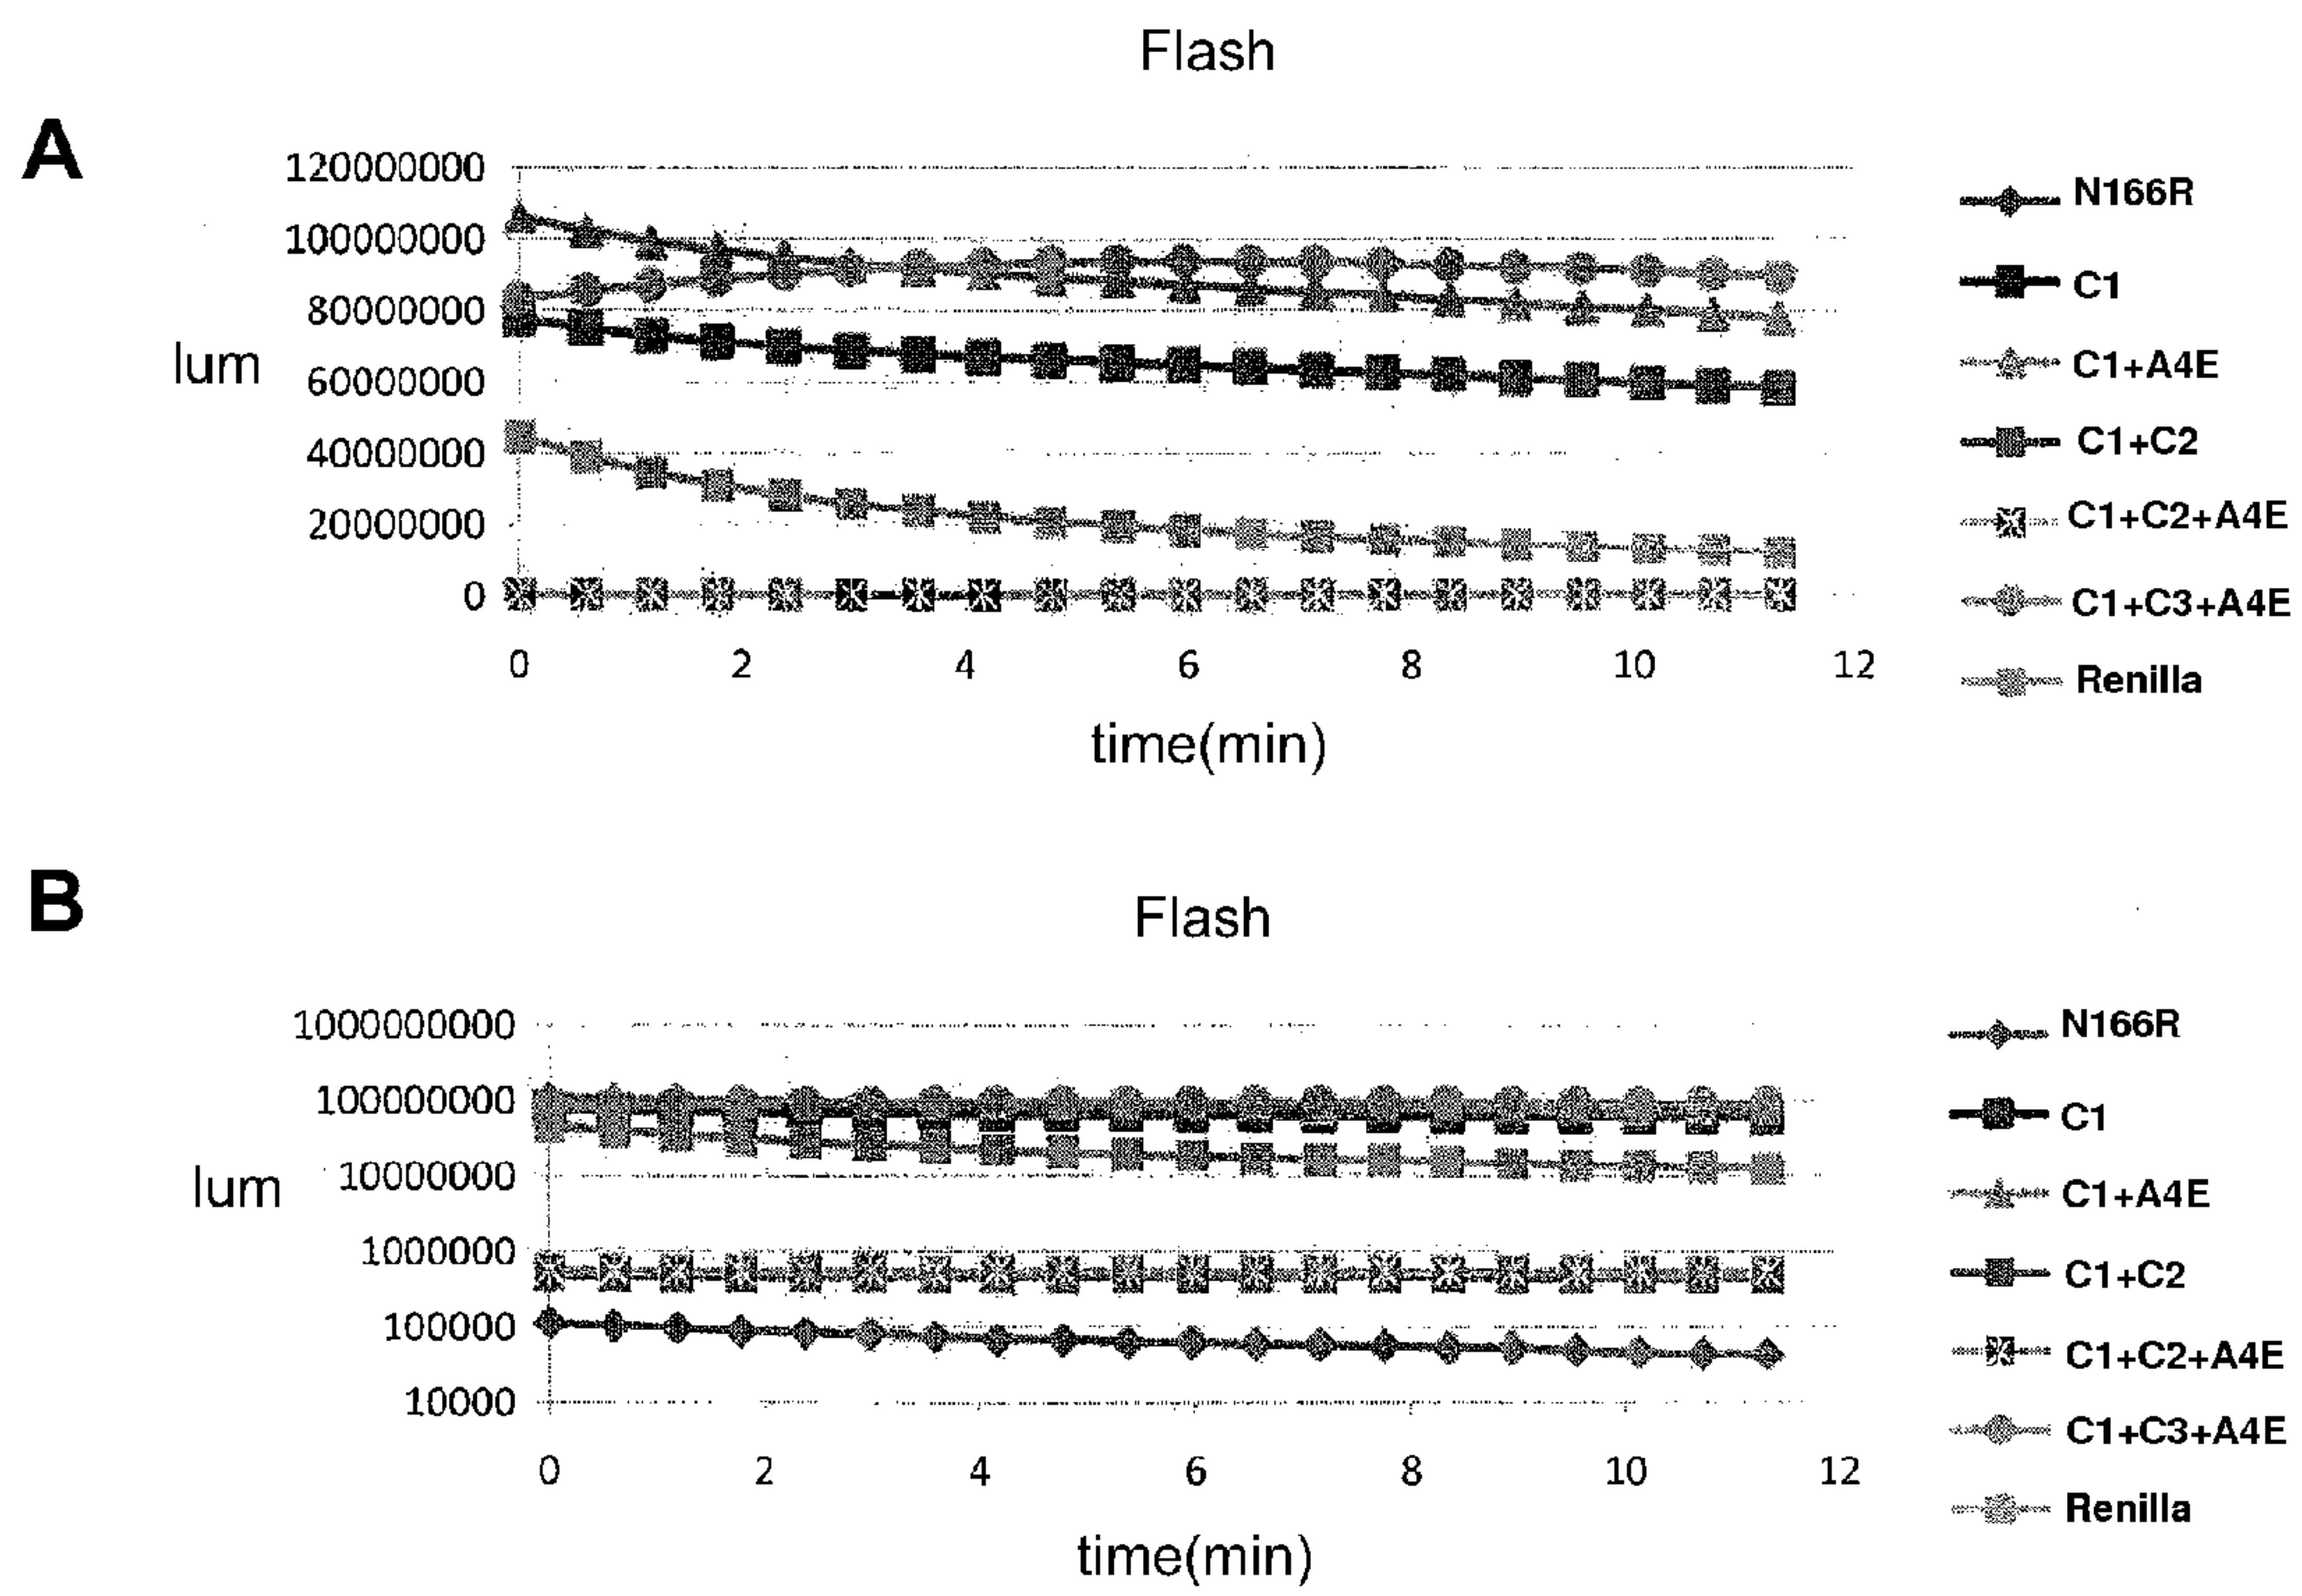 Flash
A
120000000
100000000
80000000
60000000
40000000
20000000
0
lum
0 2 4 6 8 10 12
time(min)
N166R
C1
C1+A4E
C1+C2
C1+C2+A4E
C1+C3+A4E
Renilla
B
Flash
1000000000
100000000
10000000
1000000
100000
10000
lum
0 2 4 6 8 10 12
time(min)
N166R
C1
C1+A4E
C1+C2
C1+C2+A4E
C1+C3+A4E
Renilla